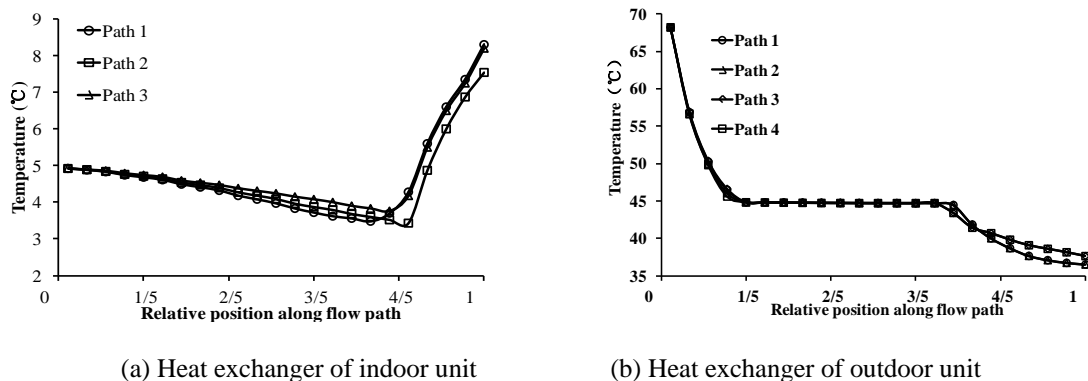 9
8
7
6
5
4
3
2
Temperature (℃)
Path 1
Path 2
Path 3
0 1/5 2/5 3/5 4/5 1
Relative position along flow path
(a) Heat exchanger of indoor unit
70
65
60
55
50
45
40
35
Temperature (℃)
Path 1
Path 2
Path 3
Path 4
0 1/5 2/5 3/5 4/5 1
Relative position along flow path
(b) Heat exchanger of outdoor unit